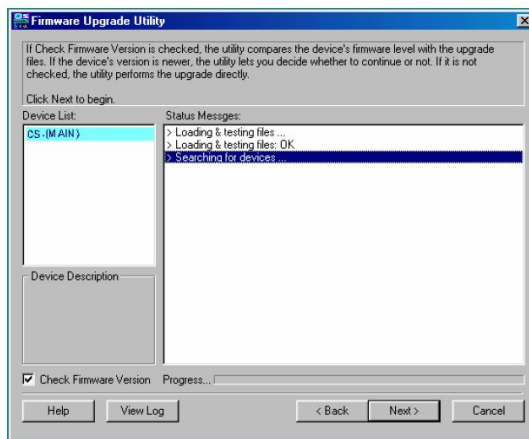 Firmware Upgrade Utility
If Check Firmware Version is checked, the utility compares the device's firmware level with the upgrade
files. If the device's version is newer, the utility lets you decide whether to continue or not. If it is not
checked, the utility performs the upgrade directly.
Click Next to begin.
Device List:
Status Messges:
CS-(MAIN)
> Loading & testing files ...
> Loading & testing files: OK
> Searching for devices ...
Device Description
Check Firmware Version
Progress...
Help
View Log
< Back
Next >
Cancel